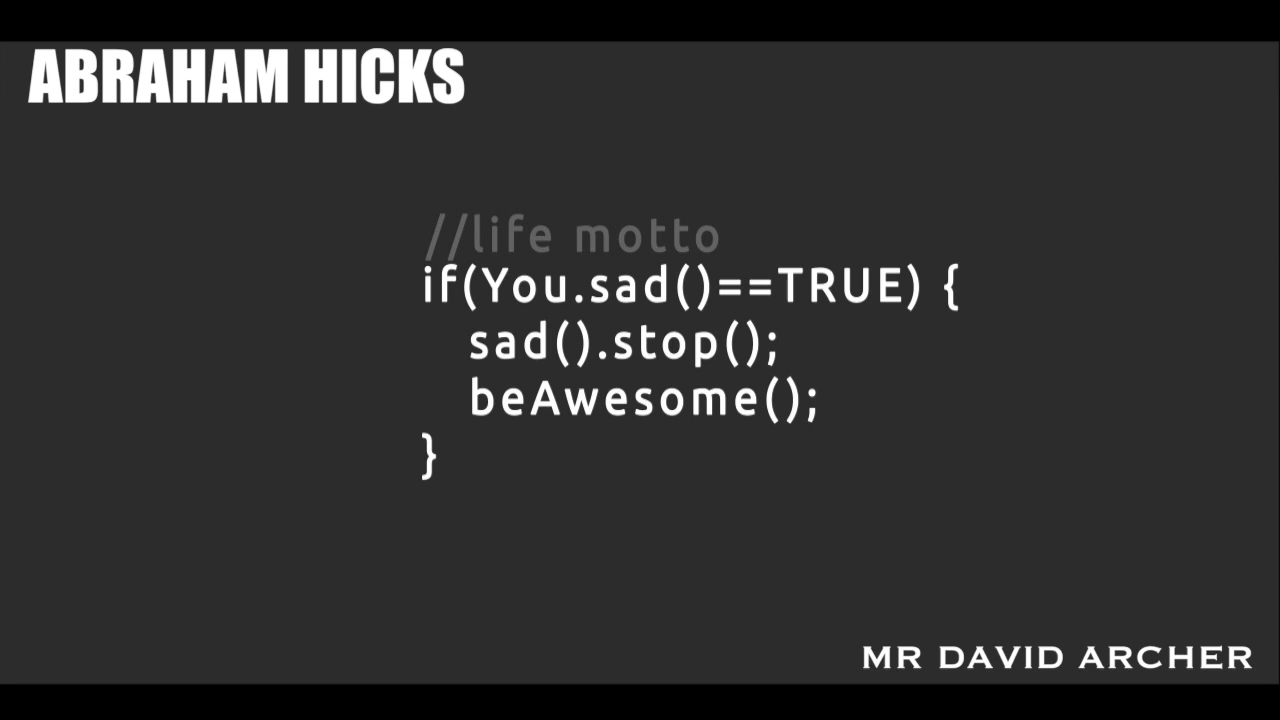 ABRAHAM HICKS
//life motto
if(You.sad()==TRUE) {
sad().stop();
beAwesome();
}
MR DAVID ARCHER